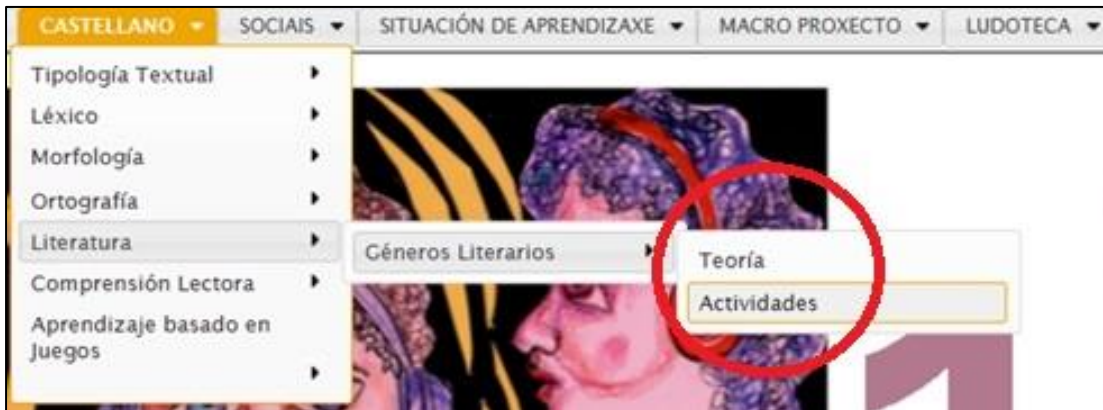 CASTELLANO SOCIAIS SITUACIÓN DE APRENDIZAXE MACRO PROXECTO LUDOTECA
Tipología Textual
Léxico
Morfología
Ortografía
Literatura
Comprensión Lectora
Aprendizaje basado en
Juegos
Géneros Literarios
Teoría
Actividades
1